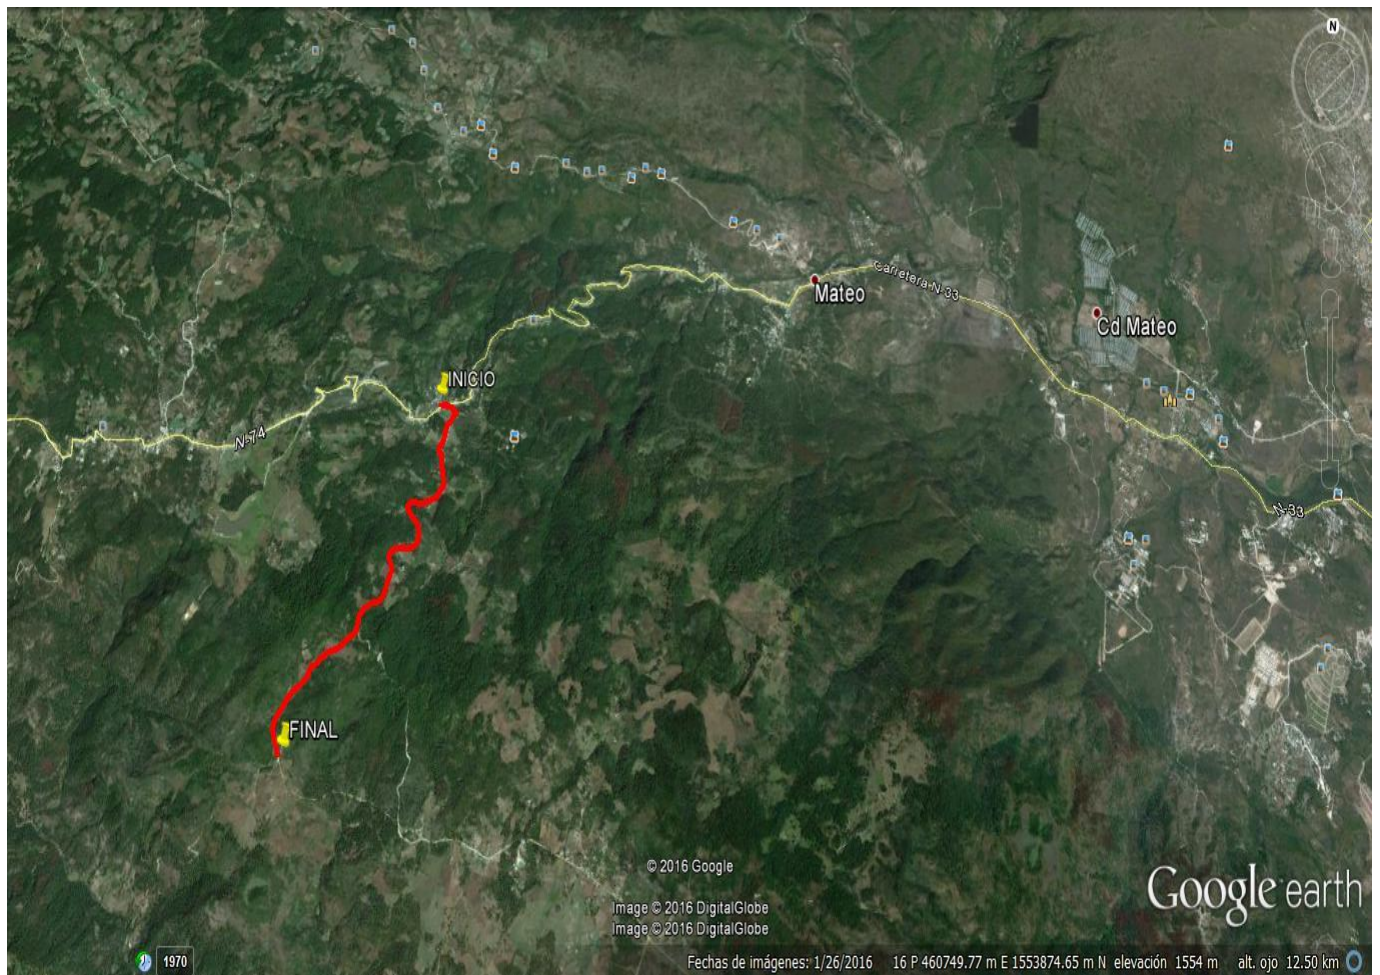 N
Mateo
Carretera N-33
Cd Mateo
INICIO
N-74
N-33
FINAL
© 2016 Google
Image © 2016 DigitalGlobe
Image © 2016 DigitalGlobe
Google earth
1970
Fechas de imágenes: 1/26/2016 16 P 460749.77 m E 1553874.65 m N elevación 1554 m alt. ojo 12.50 km